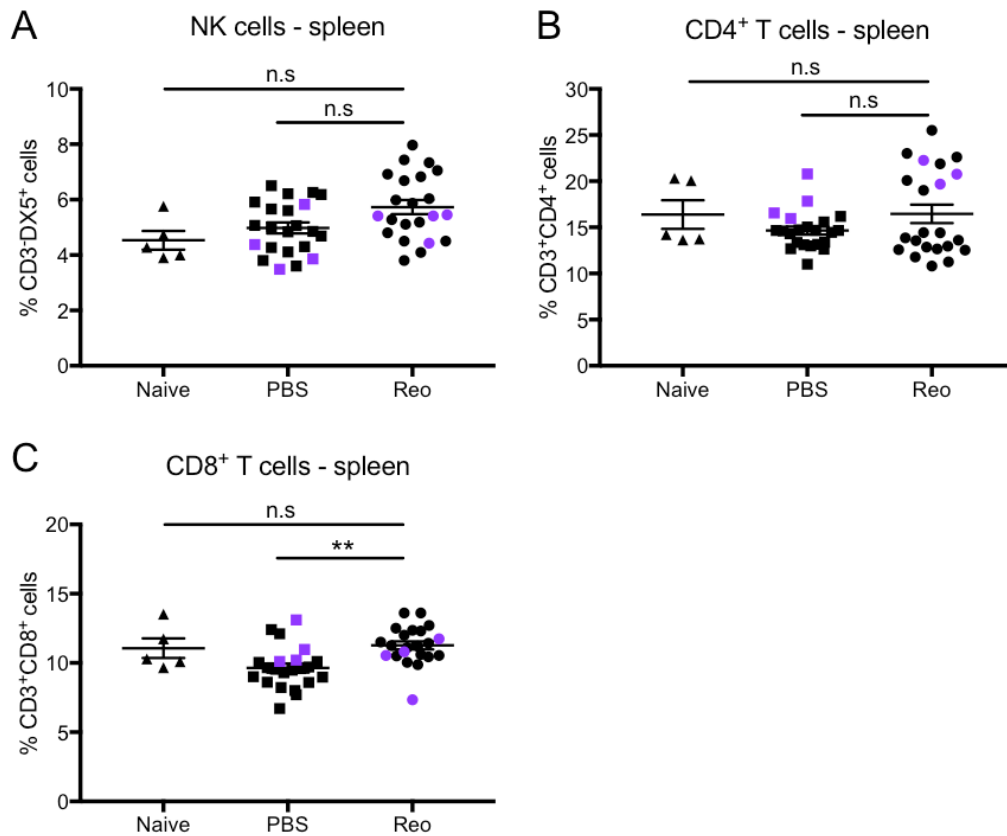 A
NK cells - spleen
n.s
n.s
% CD3-DX5+ cells
10
8
6
4
2
0
Naive PBS Reo
B
CD4+ T cells - spleen
n.s
n.s
% CD3+CD4+ cells
30
25
20
15
10
5
0
Naive PBS Reo
C
CD8+ T cells - spleen
n.s
**
% CD3+CD8+ cells
20
15
10
5
0
Naive PBS Reo